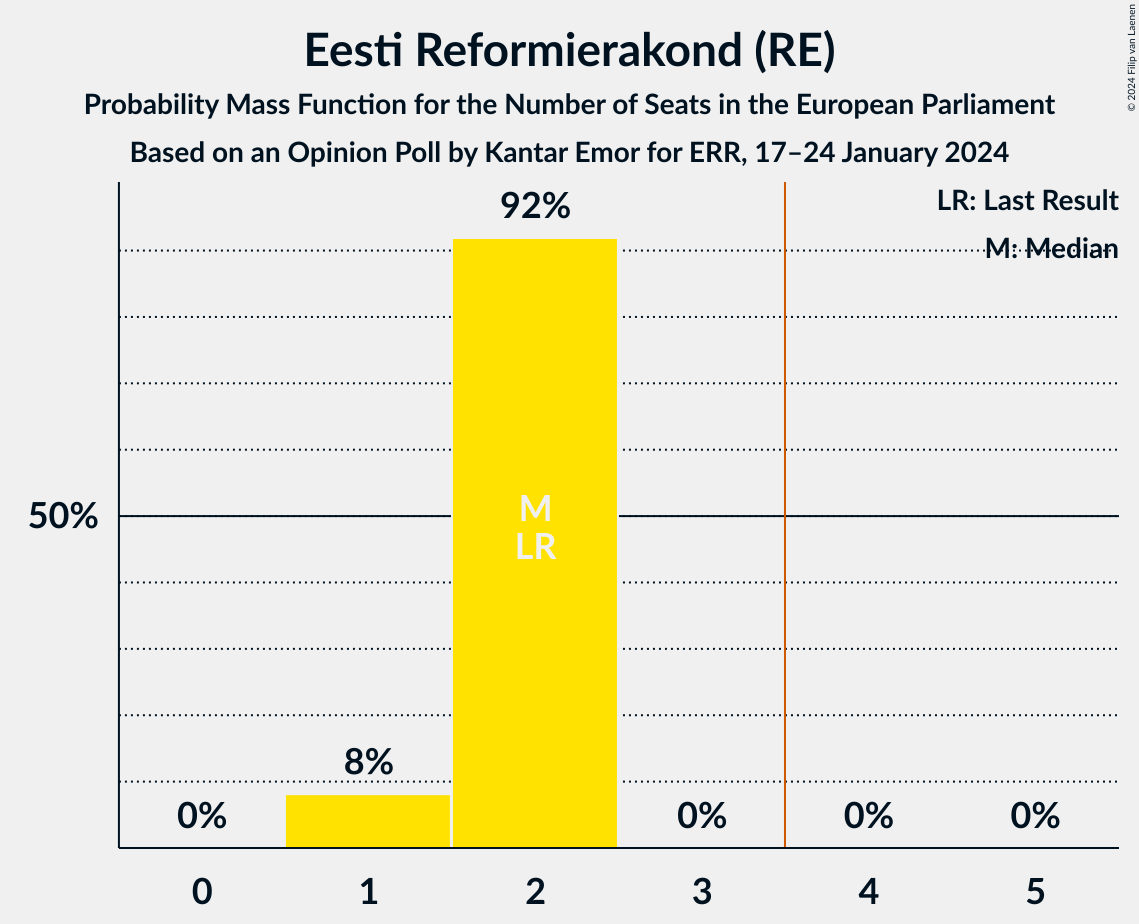 Eesti Reformierakond (RE)
Probability Mass Function for the Number of Seats in the European Parliament
Based on an Opinion Poll by Kantar Emor for ERR, 17–24 January 2024
© 2024 Filip van Laenen
LR: Last Result
M: Median
92%
50%
M
LR
8%
0%
0%
0%
0%
0
1
2
3
4
5